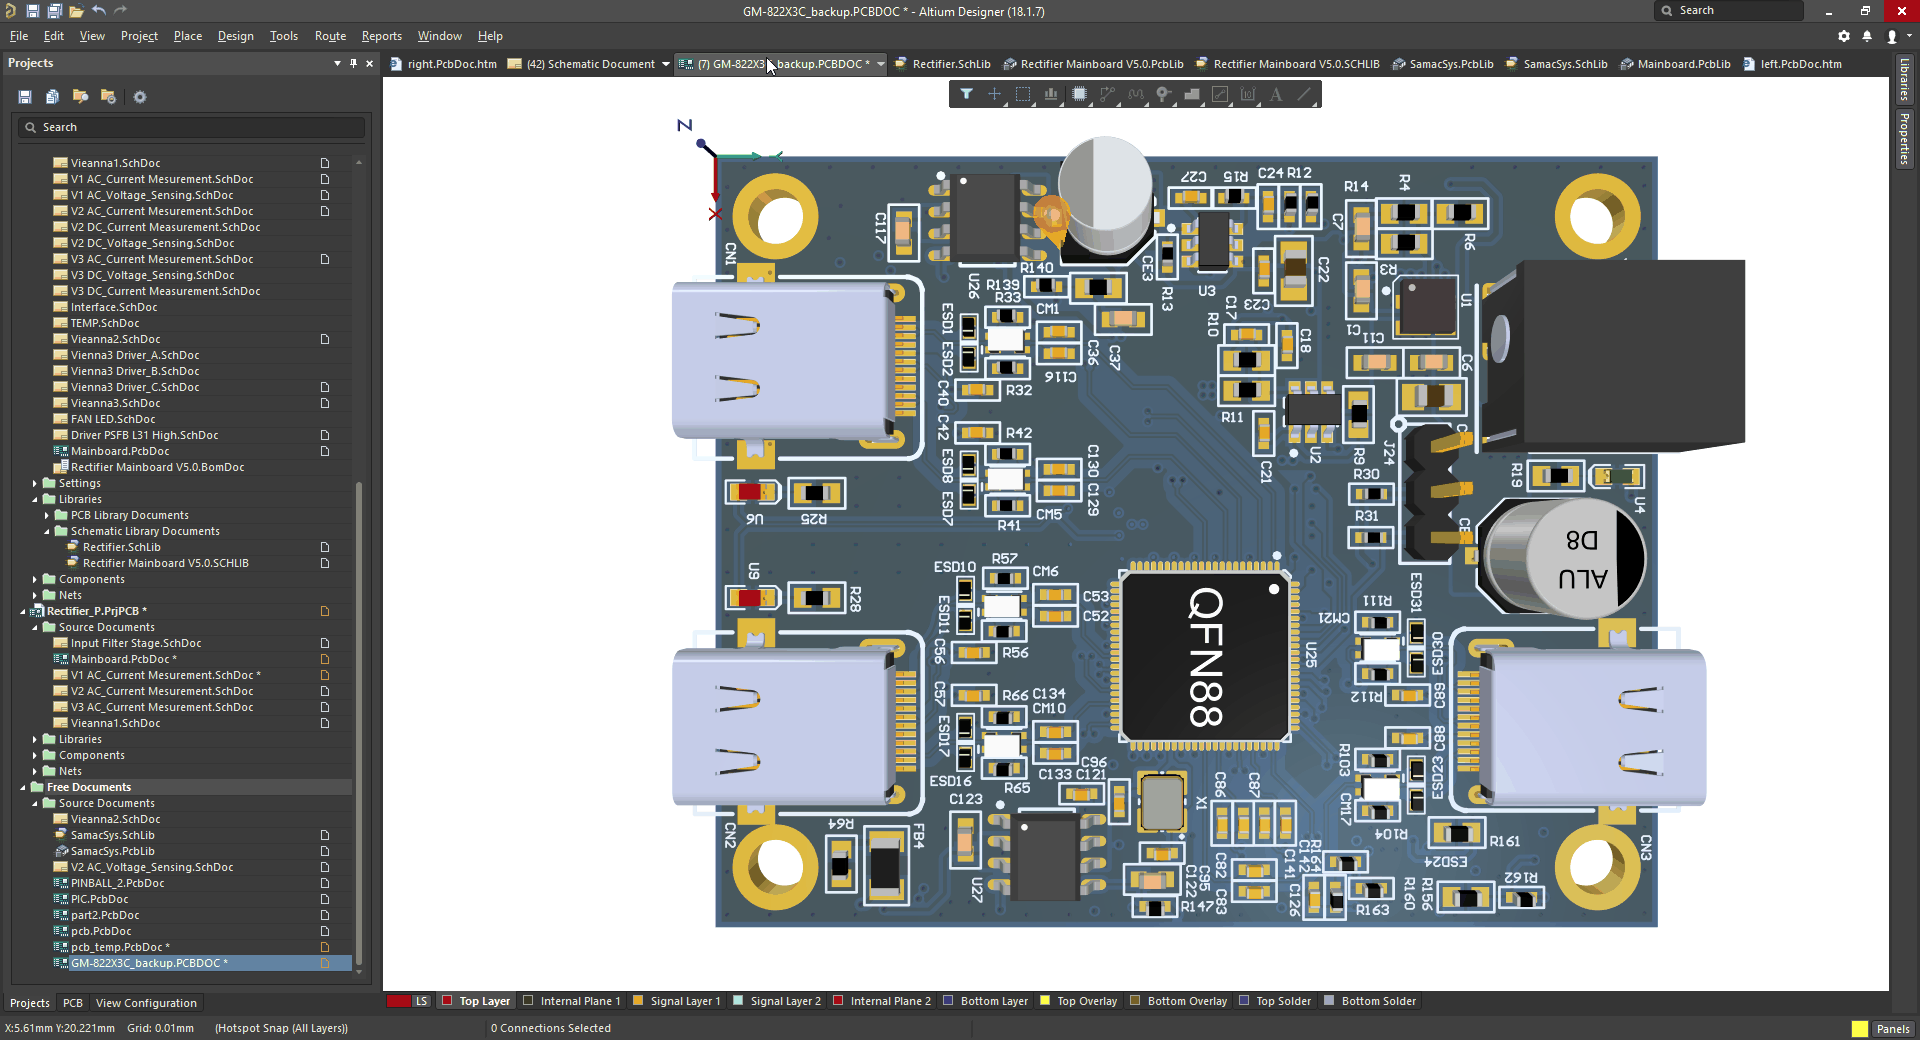 GM-822X3C_backup.PCBDOC * - Altium Designer (18.1.7)
Search
File Edit View Project Place Design Tools Route Reports Window Help
Projects
right.PcbDoc.htm
(42) Schematic Document
(7) GM-822X3C_backup.PCBDOC *
Rectifier.SchLib
Rectifier Mainboard V5.0.PcbLib
Rectifier Mainboard V5.0.SCHLIB
SamacSys.PcbLib
SamacSys.SchLib
Mainboard.PcbLib
left.PcbDoc.htm
Libraries
Properties
Search
Vieanna1.SchDoc
V1 AC_Current Mesurement.SchDoc
V1 AC_Voltage_Sensing.SchDoc
V2 AC_Current Mesurement.SchDoc
V2 DC_Current Mesurement.SchDoc
V2 DC_Voltage_Sensing.SchDoc
V3 AC_Current Mesurement.SchDoc
V3 DC_Voltage_Sensing.SchDoc
V3 DC_Current Mesurement.SchDoc
Interface.SchDoc
TEMP.SchDoc
Vieanna2.SchDoc
Vienna3 Driver_A.SchDoc
Vienna3 Driver_B.SchDoc
Vienna3 Driver_C.SchDoc
Vieanna3.SchDoc
FAN LED.SchDoc
Driver PSFB L31 High.SchDoc
Mainboard.PcbDoc
Rectifier Mainboard V5.0.BomDoc
Settings
Libraries
PCB Library Documents
Schematic Library Documents
Rectifier.SchLib
Rectifier Mainboard V5.0.SCHLIB
Components
Nets
Rectifier_P.PrjPCB *
Source Documents
Input Filter Stage.SchDoc
Mainboard.PcbDoc *
V1 AC_Current Mesurement.SchDoc *
V2 AC_Current Mesurement.SchDoc
V3 AC_Current Mesurement.SchDoc
Vieanna1.SchDoc
Libraries
Components
Nets
Free Documents
Source Documents
Vieanna2.SchDoc
SamacSys.SchLib
SamacSys.PcbLib
V2 AC_Voltage_Sensing.SchDoc
PINBALL_2.PcbDoc
PIC.PcbDoc
part2.PcbDoc
pcb.PcbDoc
pcb_temp.PcbDoc *
GM-822X3C_backup.PCBDOC *
Z
Y
X
C27 R15 C24 R12
R14 R4
C117
C7
R6
CN1
R140
CE3
C22
R3
U26
R139
R33
R13
U3
C23
U1
ESD1
CM1
R10
C17
C1
C11
C18
ESD2
C36
C37
C116
C6
C40
R32
R11
C42
R42
J24
C130
U2
R9
C21
ESD8
R30
R19
C129
ESD7
CM5
U6
R25
R41
R31
U4
D8
ALU
R57
U9
ESD10
CM6
R28
C53
ESD11
C52
QFN88
ESD31
R111
CM21
C56
R56
U25
ESD30
C57
R66
C134
R112
C89
CM10
ESD17
C88
R103
C96
ESD16
C133
C121
R65
ESD23
CM17
C123
X1
C86
C87
R104
R64
FB4
CN2
R161
CN3
ESD24
R164
C142
C141
U27
C82
C95
C122
R147
C83
C126
R163
R160
R156
R162
LS
Top Layer
Internal Plane 1
Signal Layer 1
Signal Layer 2
Internal Plane 2
Bottom Layer
Top Overlay
Bottom Overlay
Top Solder
Bottom Solder
Projects PCB View Configuration
X:5.61mm Y:20.221mm Grid: 0.01mm (Hotspot Snap (All Layers))
0 Connections Selected
Panels